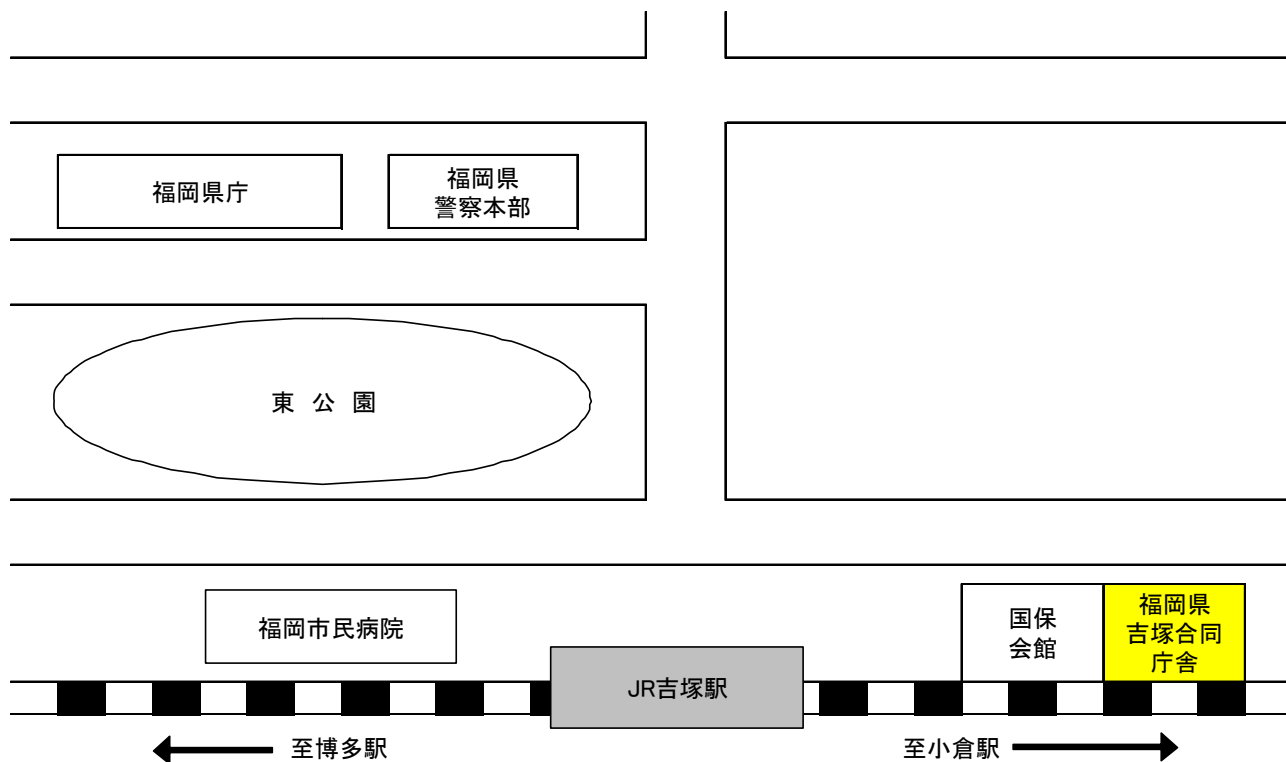 福岡県庁
福岡県
警察本部
東 公 園
福岡市民病院
国保
会館
福岡県
吉塚合同
庁舎
JR吉塚駅
至博多駅
至小倉駅